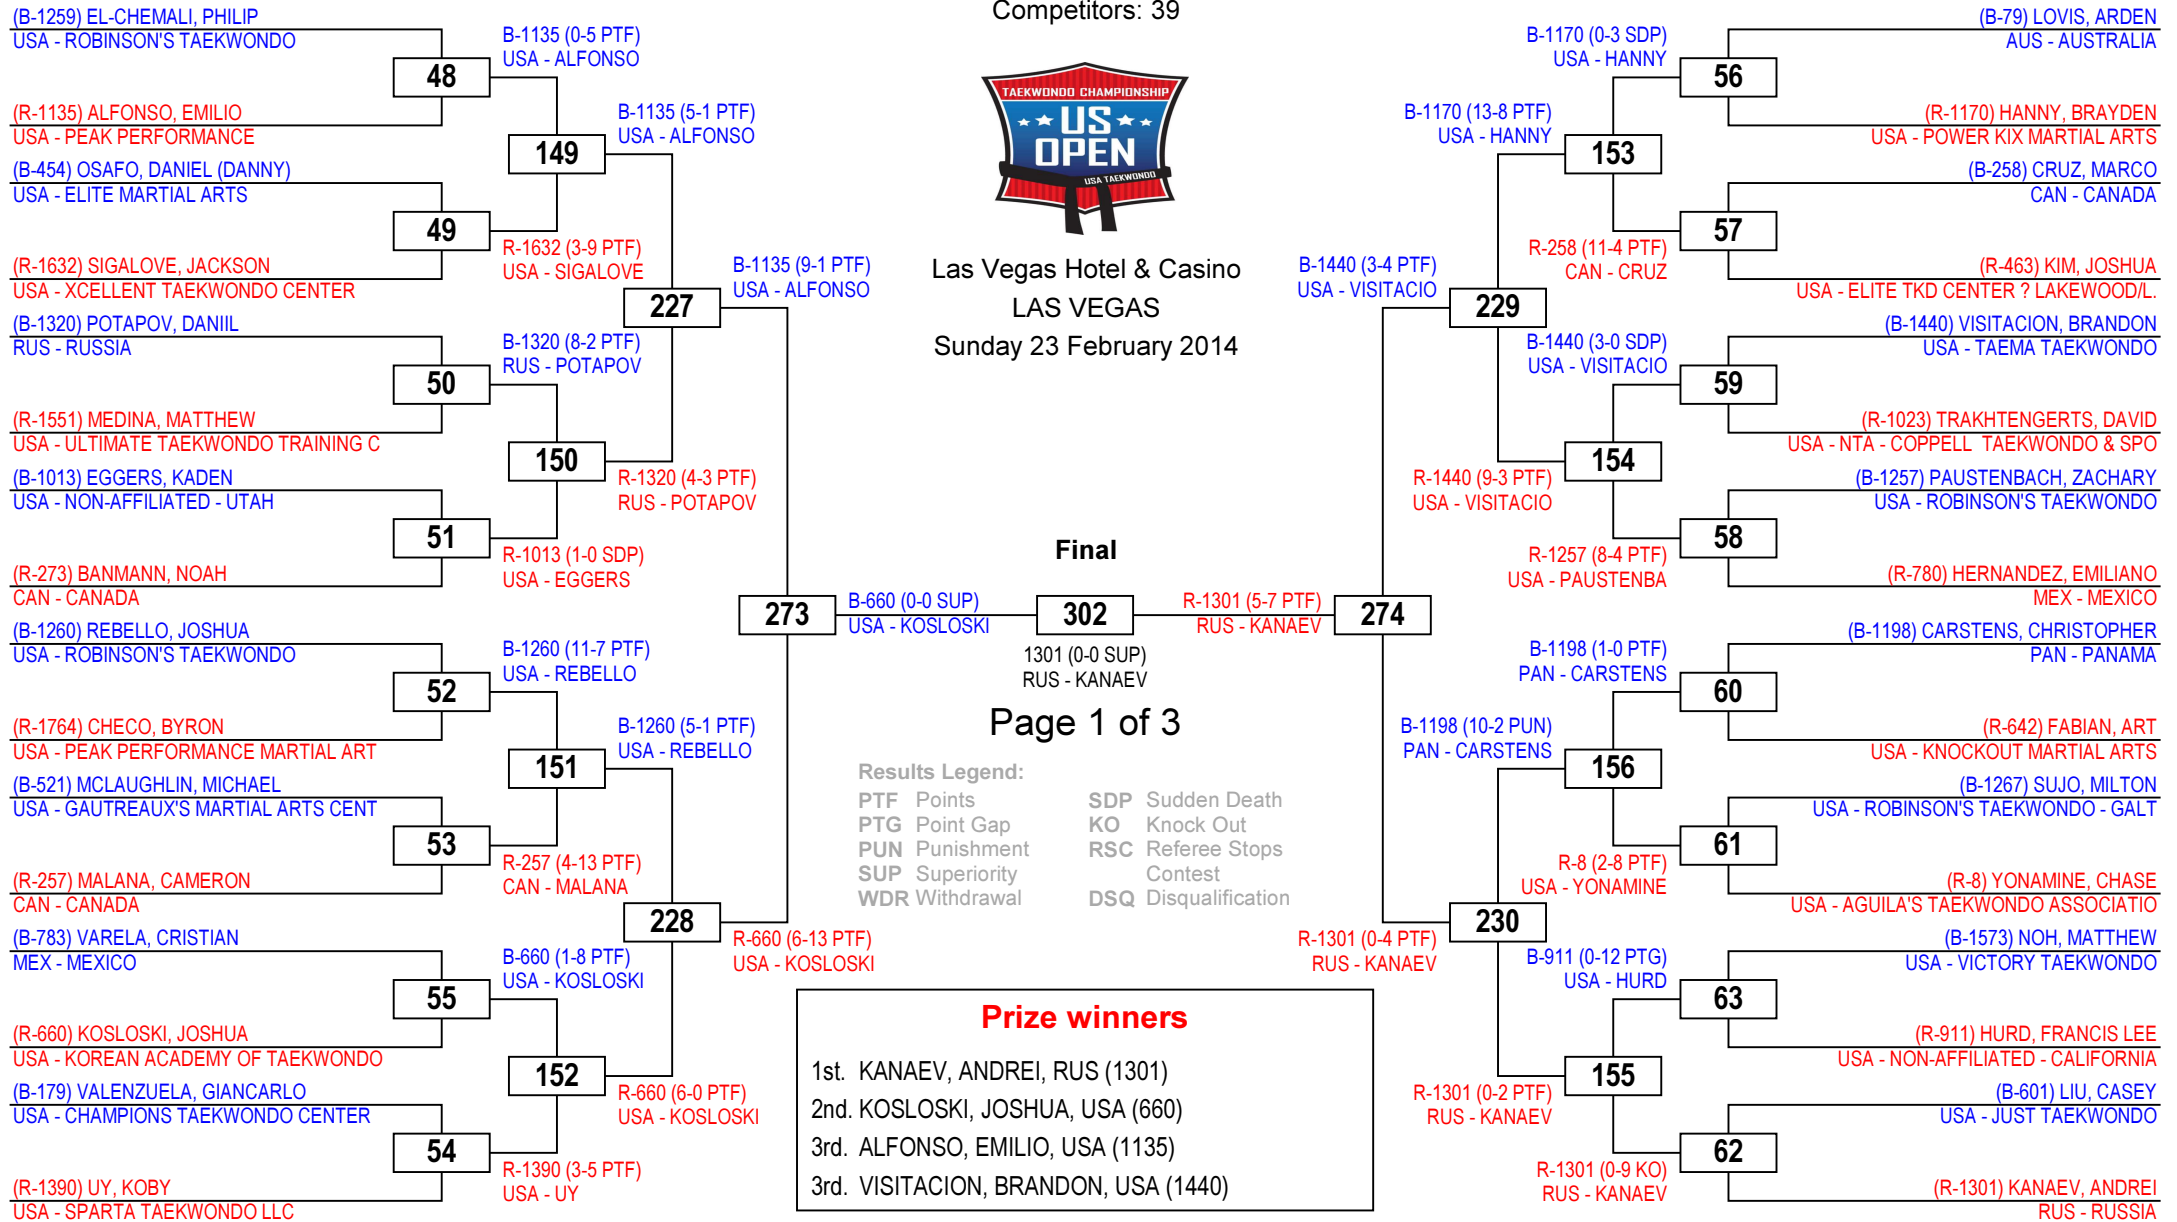 Competitors: 39
TAEKWONDO CHAMPIONSHIP
US
OPEN
USA TAEKWONDO
Las Vegas Hotel & Casino
LAS VEGAS
Sunday 23 February 2014
(B-1259) EL-CHEMALI, PHILIP
USA - ROBINSON'S TAEKWONDO
48
(R-1135) ALFONSO, EMILIO
USA - PEAK PERFORMANCE
(B-454) OSAFO, DANIEL (DANNY)
USA - ELITE MARTIAL ARTS
49
(R-1632) SIGALOVE, JACKSON
USA - XCELLENT TAEKWONDO CENTER
(B-1320) POTAPOV, DANIIL
RUS - RUSSIA
50
(R-1551) MEDINA, MATTHEW
USA - ULTIMATE TAEKWONDO TRAINING C
(B-1013) EGGERS, KADEN
USA - NON-AFFILIATED - UTAH
51
(R-273) BANMANN, NOAH
CAN - CANADA
(B-1260) REBELLO, JOSHUA
USA - ROBINSON'S TAEKWONDO
52
(R-1764) CHECO, BYRON
USA - PEAK PERFORMANCE MARTIAL ART
(B-521) MCLAUGHLIN, MICHAEL
USA - GAUTREAUX'S MARTIAL ARTS CENT
53
(R-257) MALANA, CAMERON
CAN - CANADA
(B-783) VARELA, CRISTIAN
MEX - MEXICO
55
(R-660) KOSLOSKI, JOSHUA
USA - KOREAN ACADEMY OF TAEKWONDO
(B-179) VALENZUELA, GIANCARLO
USA - CHAMPIONS TAEKWONDO CENTER
54
(R-1390) UY, KOBY
USA - SPARTA TAEKWONDO LLC
B-1135 (0-5 PTF)
USA - ALFONSO
149
R-1632 (3-9 PTF)
USA - SIGALOVE
B-1320 (8-2 PTF)
RUS - POTAPOV
150
R-1013 (1-0 SDP)
USA - EGGERS
B-1260 (11-7 PTF)
USA - REBELLO
151
R-257 (4-13 PTF)
CAN - MALANA
B-660 (1-8 PTF)
USA - KOSLOSKI
152
R-1390 (3-5 PTF)
USA - UY
B-1135 (5-1 PTF)
USA - ALFONSO
227
R-1320 (4-3 PTF)
RUS - POTAPOV
B-1260 (5-1 PTF)
USA - REBELLO
228
R-660 (6-0 PTF)
USA - KOSLOSKI
B-1135 (9-1 PTF)
USA - ALFONSO
273
R-660 (6-13 PTF)
USA - KOSLOSKI
B-660 (0-0 SUP)
USA - KOSLOSKI
Final
302
1301 (0-0 SUP)
RUS - KANAEV
R-1301 (5-7 PTF)
RUS - KANAEV
Page 1 of 3
Results Legend:
PTF Points
PTG Point Gap
PUN Punishment
SUP Superiority
WDR Withdrawal
SDP Sudden Death
KO Knock Out
RSC Referee Stops
Contest
DSQ Disqualification
B-1440 (3-4 PTF)
USA - VISITACIO
274
R-1301 (0-4 PTF)
RUS - KANAEV
B-1170 (13-8 PTF)
USA - HANNY
229
R-1440 (9-3 PTF)
USA - VISITACIO
B-1198 (10-2 PUN)
PAN - CARSTENS
230
R-1301 (0-2 PTF)
RUS - KANAEV
B-1170 (0-3 SDP)
USA - HANNY
153
R-258 (11-4 PTF)
CAN - CRUZ
B-1440 (3-0 SDP)
USA - VISITACIO
154
R-1257 (8-4 PTF)
USA - PAUSTENBA
B-1198 (1-0 PTF)
PAN - CARSTENS
156
R-8 (2-8 PTF)
USA - YONAMINE
B-911 (0-12 PTG)
USA - HURD
155
R-1301 (0-9 KO)
RUS - KANAEV
(B-79) LOVIS, ARDEN
AUS - AUSTRALIA
56
(R-1170) HANNY, BRAYDEN
USA - POWER KIX MARTIAL ARTS
(B-258) CRUZ, MARCO
CAN - CANADA
57
(R-463) KIM, JOSHUA
USA - ELITE TKD CENTER ? LAKEWOOD/L.
(B-1440) VISITACION, BRANDON
USA - TAEMA TAEKWONDO
59
(R-1023) TRAKHTENGERTS, DAVID
USA - NTA - COPPELL TAEKWONDO & SPO
(B-1257) PAUSTENBACH, ZACHARY
USA - ROBINSON'S TAEKWONDO
58
(R-780) HERNANDEZ, EMILIANO
MEX - MEXICO
(B-1198) CARSTENS, CHRISTOPHER
PAN - PANAMA
60
(R-642) FABIAN, ART
USA - KNOCKOUT MARTIAL ARTS
(B-1267) SUJO, MILTON
USA - ROBINSON'S TAEKWONDO - GALT
61
(R-8) YONAMINE, CHASE
USA - AGUILA'S TAEKWONDO ASSOCIATIO
(B-1573) NOH, MATTHEW
USA - VICTORY TAEKWONDO
63
(R-911) HURD, FRANCIS LEE
USA - NON-AFFILIATED - CALIFORNIA
(B-601) LIU, CASEY
USA - JUST TAEKWONDO
62
(R-1301) KANAEV, ANDREI
RUS - RUSSIA
Prize winners
1st. KANAEV, ANDREI, RUS (1301)
2nd. KOSLOSKI, JOSHUA, USA (660)
3rd. ALFONSO, EMILIO, USA (1135)
3rd. VISITACION, BRANDON, USA (1440)